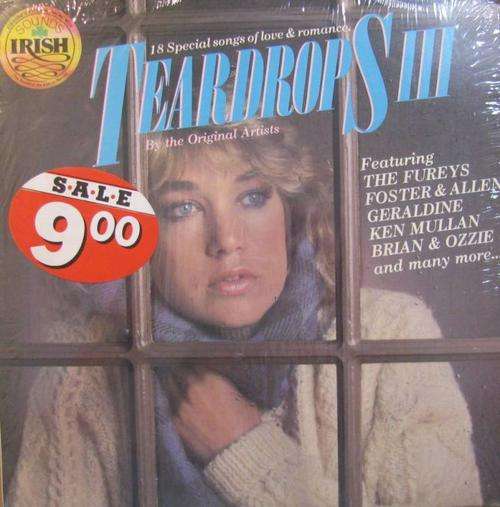 SOUNDS
IRISH
18 Special songs of love & romance.
TEARDROPS III
By the Original Artists
S·A·L·E
9.00
Featuring
THE FUREYS
FOSTER & ALLEN
GERALDINE
KEN MULLAN
BRIAN & OZZIE
and many more...